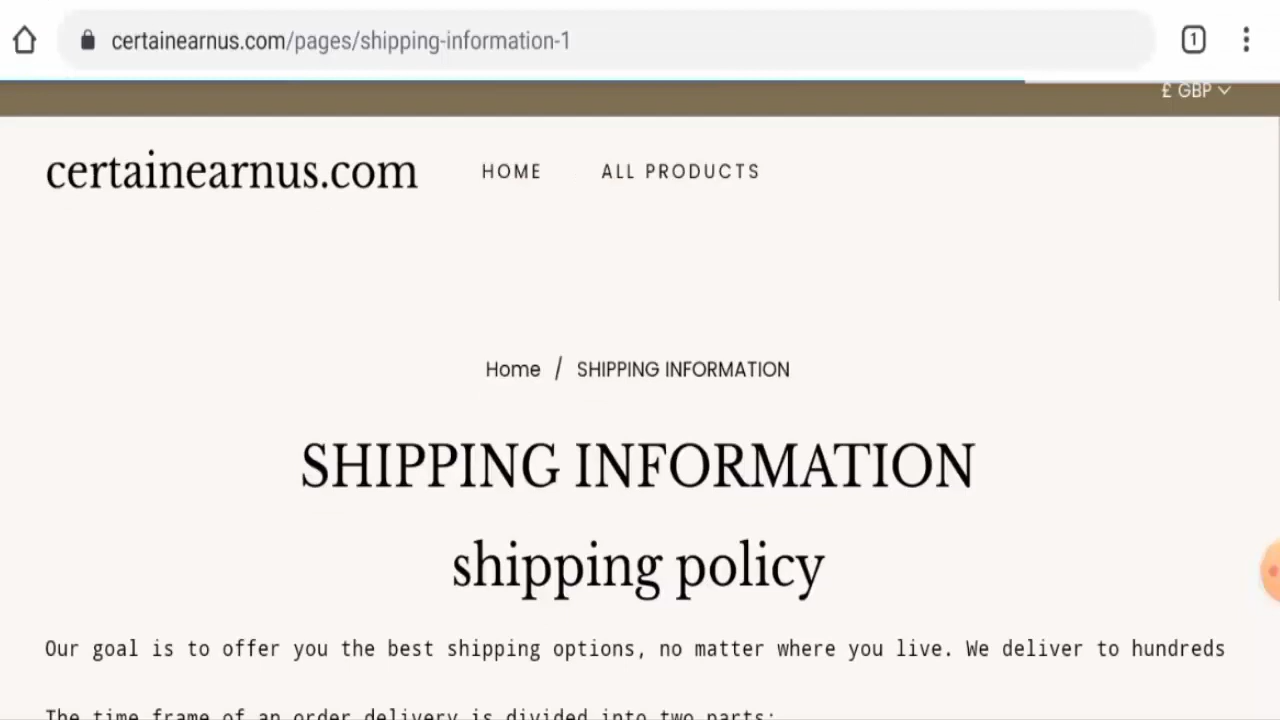 certainearnus.com/pages/shipping-information-1
1
£ GBP
certainearnus.com
HOME
ALL PRODUCTS
Home / SHIPPING INFORMATION
SHIPPING INFORMATION
shipping policy
Our goal is to offer you the best shipping options, no matter where you live. We deliver to hundreds
The time frame of an order delivery is divided into two parts: